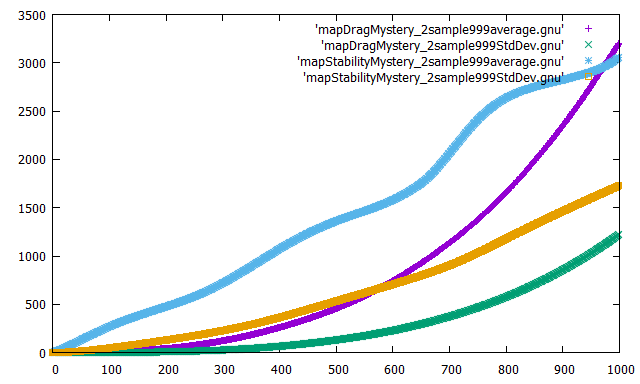 3500
3000
2500
2000
1500
1000
500
0
0 100 200 300 400 500 600 700 800 900 1000
'mapDragMystery_2sample999average.gnu'
'mapDragMystery_2sample999StdDev.gnu'
'mapStabilityMystery_2sample999average.gnu'
'mapStabilityMystery_2sample999StdDev.gnu'